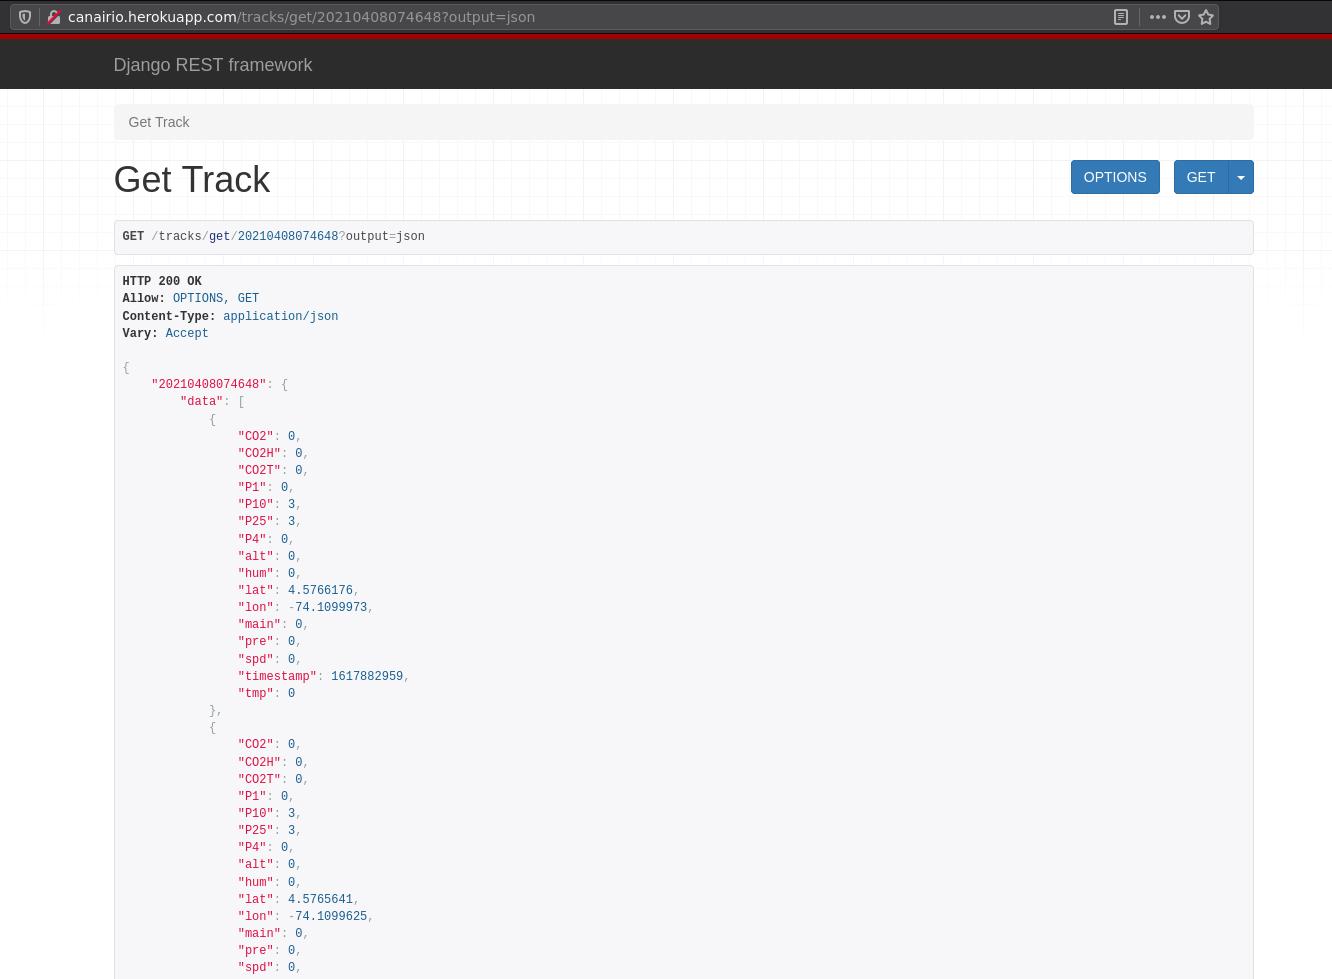 canairio.herokuapp.com/tracks/get/20210408074648?output=json
Django REST framework
Get Track
Get Track
OPTIONS
GET
GET /tracks/get/20210408074648?output=json
HTTP 200 OK
Allow: OPTIONS, GET
Content-Type: application/json
Vary: Accept
{
    "20210408074648": {
        "data": [
            {
                "CO2": 0,
                "CO2H": 0,
                "CO2T": 0,
                "P1": 0,
                "P10": 3,
                "P25": 3,
                "P4": 0,
                "alt": 0,
                "hum": 0,
                "lat": 4.5766176,
                "lon": -74.1099973,
                "main": 0,
                "pre": 0,
                "spd": 0,
                "timestamp": 1617882959,
                "tmp": 0
            },
            {
                "CO2": 0,
                "CO2H": 0,
                "CO2T": 0,
                "P1": 0,
                "P10": 3,
                "P25": 3,
                "P4": 0,
                "alt": 0,
                "hum": 0,
                "lat": 4.5765641,
                "lon": -74.1099625,
                "main": 0,
                "pre": 0,
                "spd": 0,